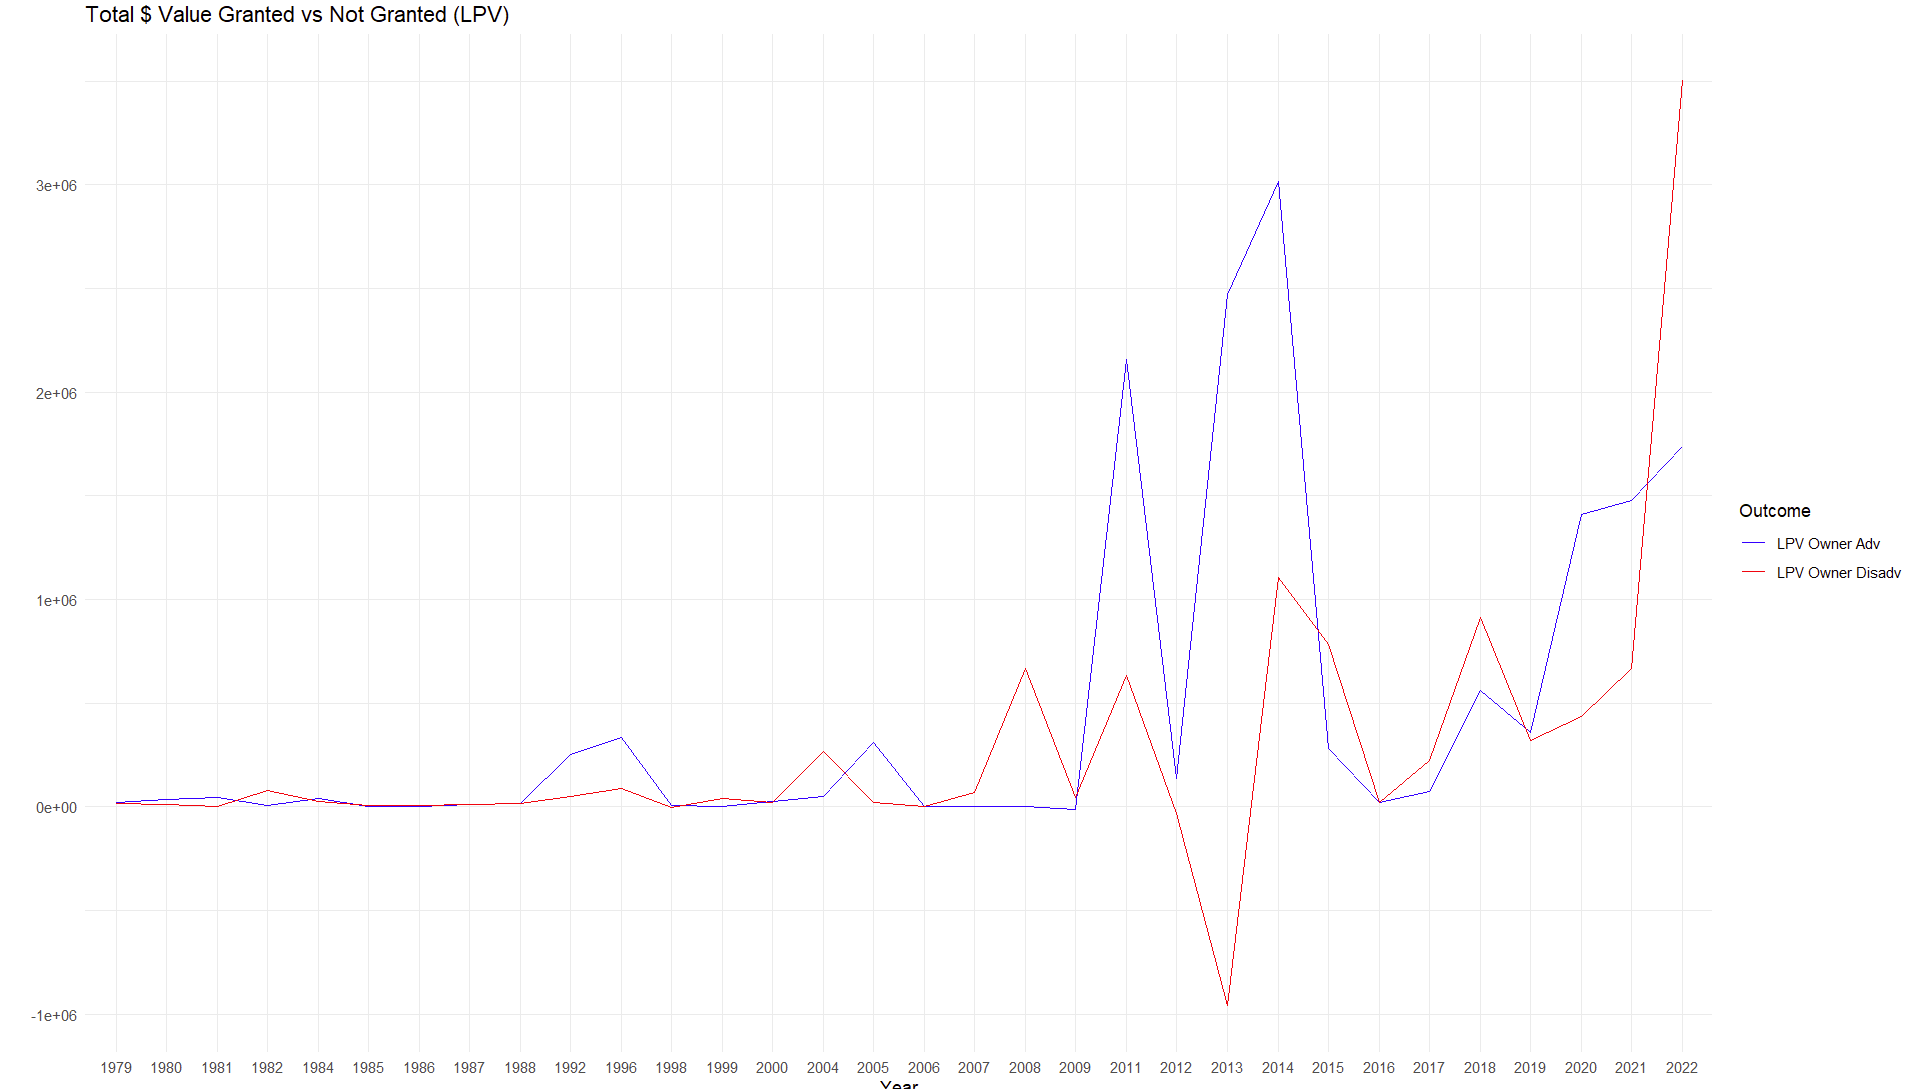 Total $ Value Granted vs Not Granted (LPV)
3e+06
2e+06
1e+06
0e+00
-1e+06
1979 1980 1981 1982 1984 1985 1986 1987 1988 1992 1996 1998 1999 2000 2004 2005 2006 2007 2008 2009 2011 2012 2013 2014 2015 2016 2017 2018 2019 2020 2021 2022
Year
Outcome
LPV Owner Adv
LPV Owner Disadv